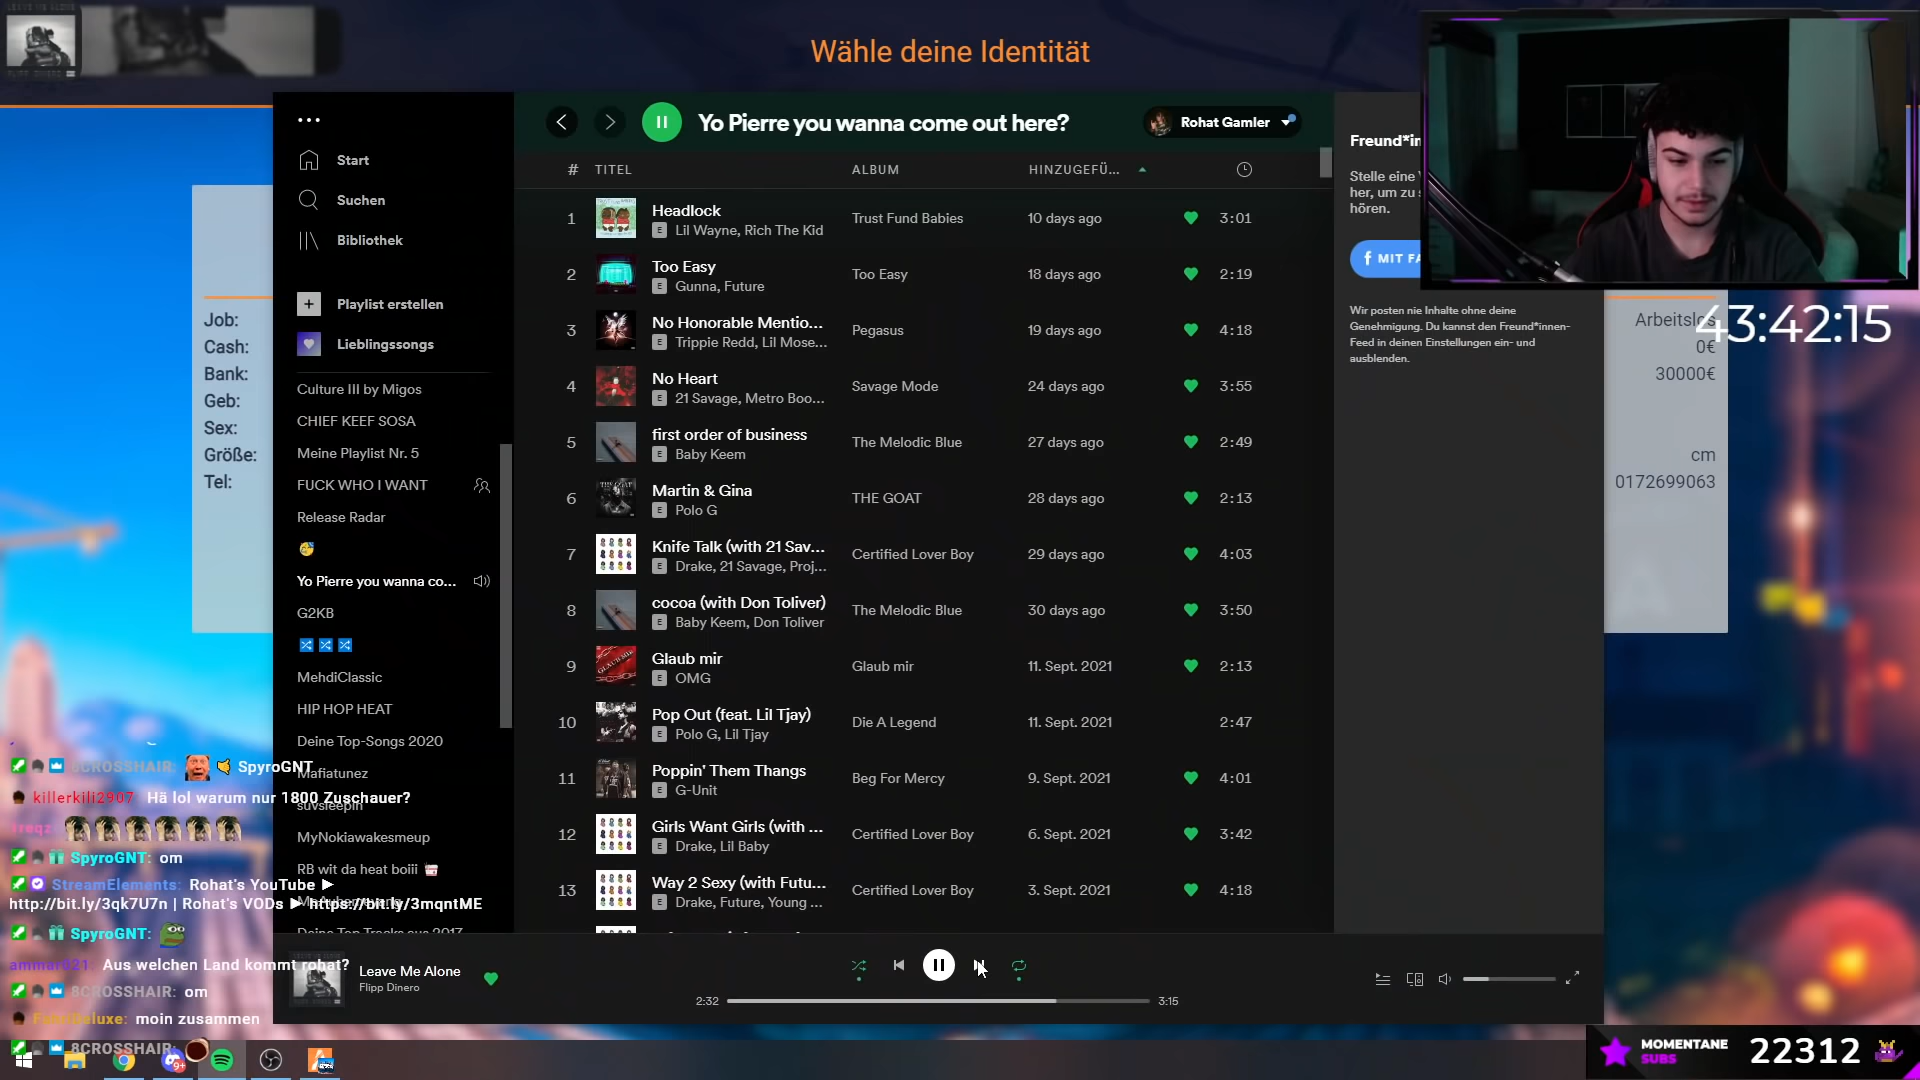 LEAVE ME ALONE
Wähle deine Identität
...
Start
Suchen
Bibliothek
Playlist erstellen
Lieblingssongs
Culture III by Migos
CHIEF KEEF SOSA
Meine Playlist Nr. 5
FUCK WHO I WANT
Release Radar
Yo Pierre you wanna co...
G2KB
MehdiClassic
HIP HOP HEAT
Deine Top-Songs 2020
Mafiatunez
suvsleepin
MyNokiawakesmeup
RB wit da heat boiii
Deine Top Tracks aus 2017
Yo Pierre you wanna come out here?
Rohat Gamler
# TITEL ALBUM HINZUGEFÜ...
1 Headlock Trust Fund Babies 10 days ago 3:01
E Lil Wayne, Rich The Kid
2 Too Easy Too Easy 18 days ago 2:19
E Gunna, Future
3 No Honorable Mentio... Pegasus 19 days ago 4:18
E Trippie Redd, Lil Mose...
4 No Heart Savage Mode 24 days ago 3:55
E 21 Savage, Metro Boo...
5 first order of business The Melodic Blue 27 days ago 2:49
E Baby Keem
6 Martin & Gina THE GOAT 28 days ago 2:13
E Polo G
7 Knife Talk (with 21 Sav... Certified Lover Boy 29 days ago 4:03
E Drake, 21 Savage, Proj...
8 cocoa (with Don Toliver) The Melodic Blue 30 days ago 3:50
E Baby Keem, Don Toliver
9 Glaub mir Glaub mir 11. Sept. 2021 2:13
E OMG
10 Pop Out (feat. Lil Tjay) Die A Legend 11. Sept. 2021 2:47
E Polo G, Lil Tjay
11 Poppin' Them Thangs Beg For Mercy 9. Sept. 2021 4:01
E G-Unit
12 Girls Want Girls (with ... Certified Lover Boy 6. Sept. 2021 3:42
E Drake, Lil Baby
13 Way 2 Sexy (with Futu... Certified Lover Boy 3. Sept. 2021 4:18
E Drake, Future, Young ...
Freund*in
Stelle eine
her, um zu s
hören.
f MIT FA
Wir posten nie Inhalte ohne deine
Genehmigung. Du kannst den Freund*innen-
Feed in deinen Einstellungen ein- und
ausblenden.
43:42:15
Job: Arbeitslos
Cash: 0€
Bank: 30000€
Geb:
Sex:
Größe: cm
Tel: 0172699063
8CROSSHAIR: SpyroGNT
killerkili2907: Hä lol warum nur 1800 Zuschauer?
SpyroGNT: om
StreamElements: Rohat's YouTube
http://bit.ly/3qk7U7n | Rohat's VODs https://bit.ly/3mqntME
SpyroGNT:
ammar021: Aus welchen Land kommt rohat?
8CROSSHAIR: om
moin zusammen
8CROSSHAIR:
Leave Me Alone
Flipp Dinero
2:32
3:15
9+
MOMENTANE
SUBS
22312